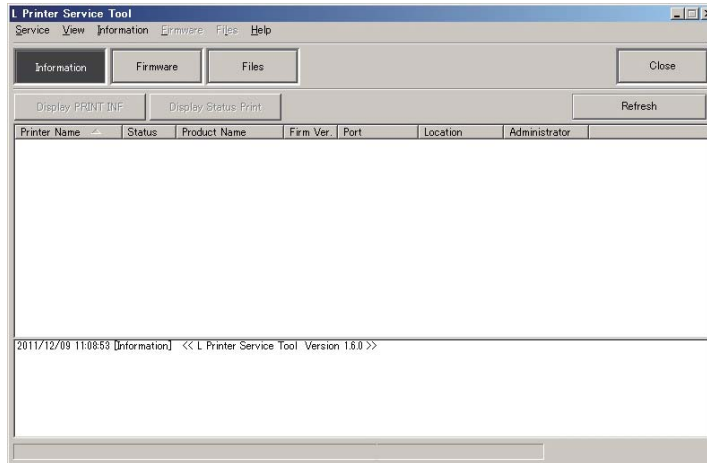 L Printer Service Tool
Service View Information Firmware Files Help
Information Firmware Files Close
Display PRINT INF Display Status Print Refresh
Printer Name Status Product Name Firm Ver. Port Location Administrator
2011/12/09 11:08:53 [Information] << L Printer Service Tool Version 1.6.0 >>